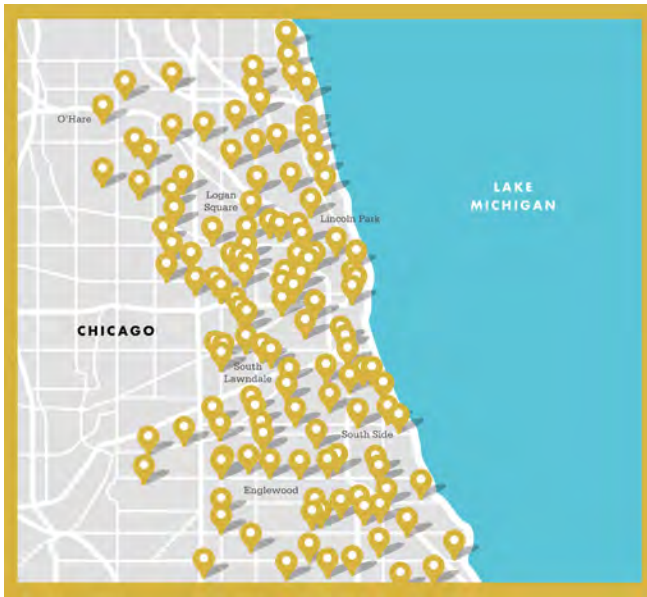 O'Hare
Logan
Square
Lincoln Park
LAKE
MICHIGAN
CHICAGO
South
Lawndale
South Side
Englewood